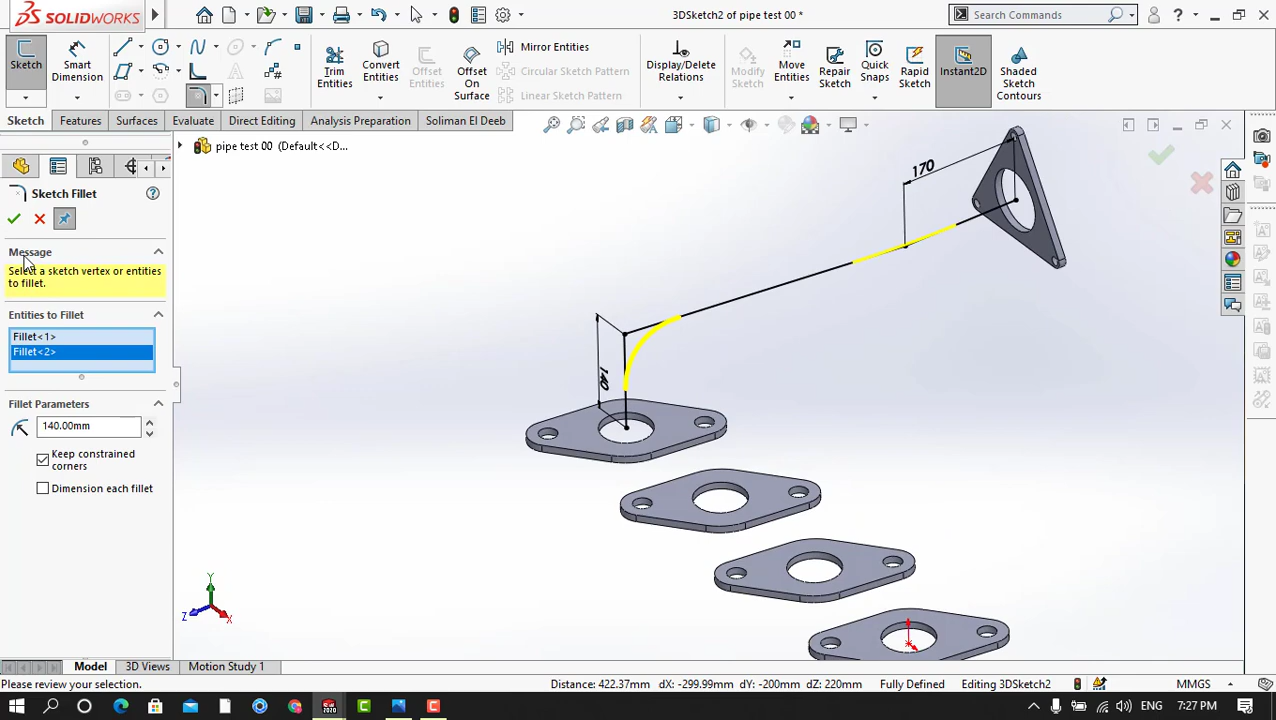 SOLIDWORKS
3DSketch2 of pipe test 00 *
Search Commands
Sketch
Smart
Dimension
Trim
Entities
Convert
Entities
Offset
Entities
Offset
On
Surface
Mirror Entities
Circular Sketch Pattern
Linear Sketch Pattern
Display/Delete
Relations
Modify
Sketch
Move
Entities
Repair
Sketch
Quick
Snaps
Rapid
Sketch
Instant2D
Shaded
Sketch
Contours
Sketch
Features
Surfaces
Evaluate
Direct Editing
Analysis Preparation
Soliman El Deeb
pipe test 00 (Default<<D...
Sketch Fillet
Message
Select a sketch vertex or entities
to fillet.
Entities to Fillet
Fillet<1>
Fillet<2>
Fillet Parameters
140.00mm
Keep constrained
corners
Dimension each fillet
170
140
Y
Z
X
Model
3D Views
Motion Study 1
Please review your selection.
Distance: 422.37mm
dX: -299.99mm
dY: -200mm
dZ: 220mm
Fully Defined
Editing 3DSketch2
MMGS
2020
ENG
7:27 PM